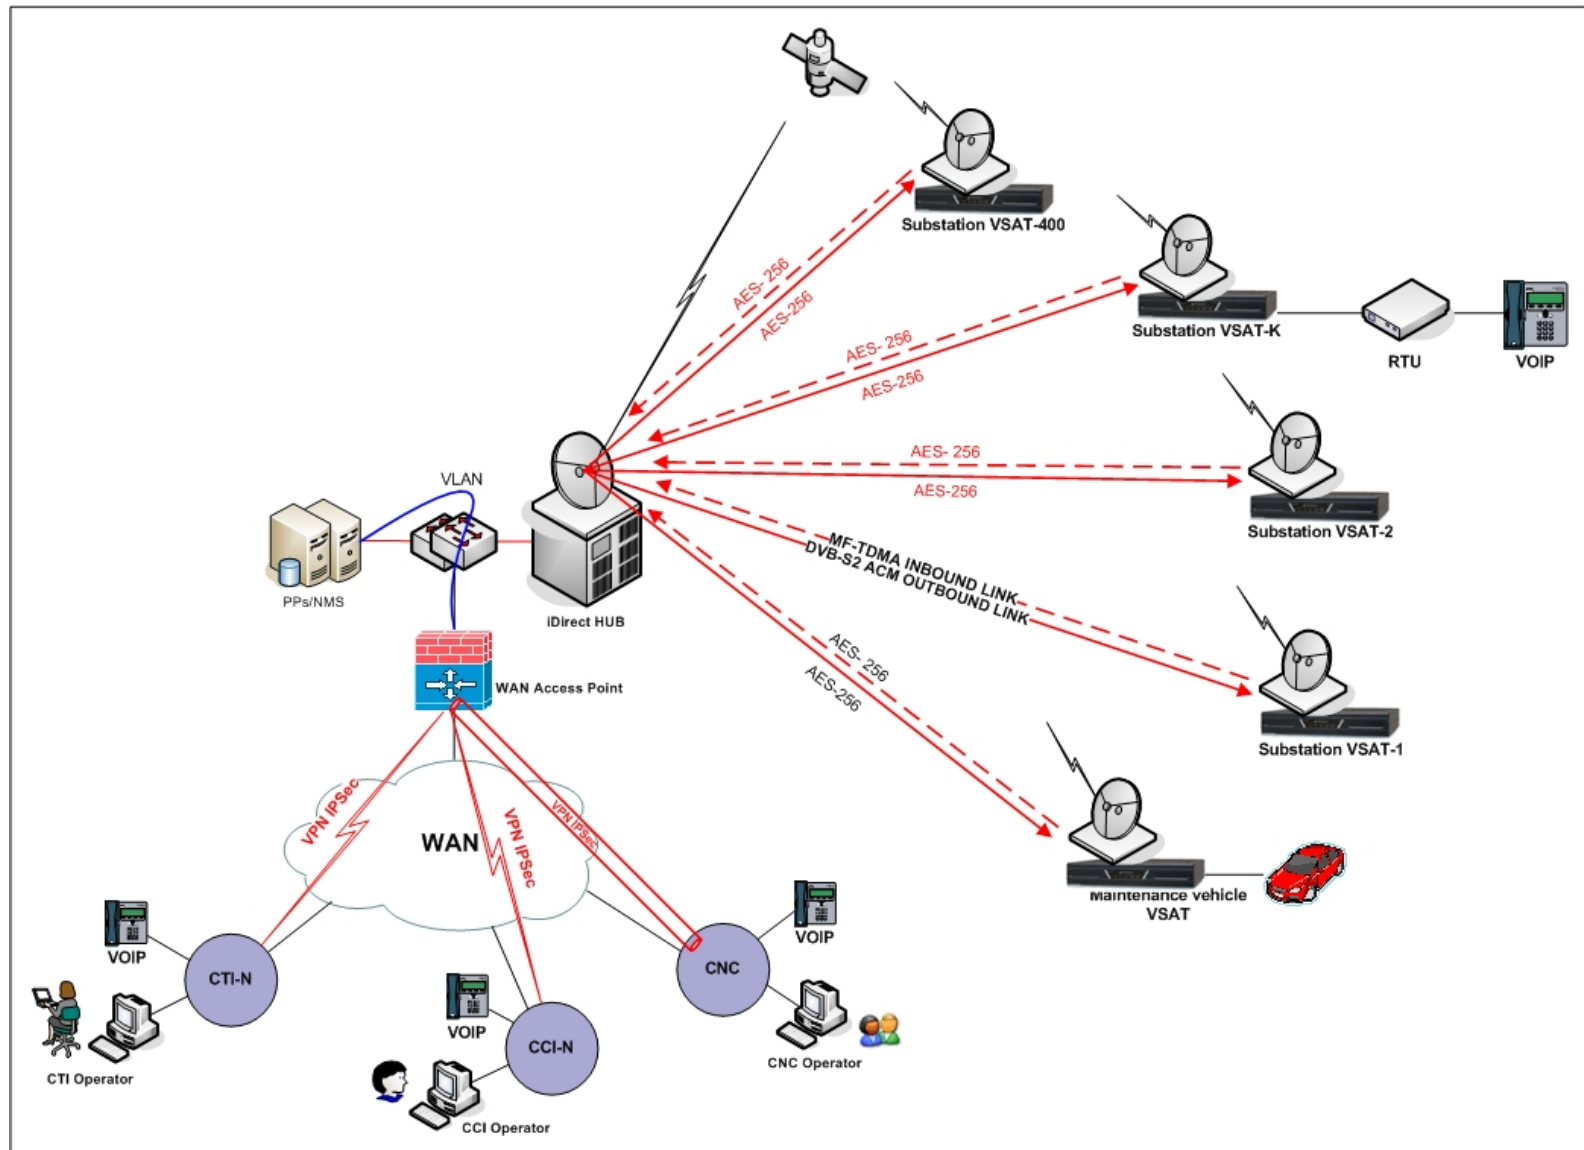 Substation VSAT-400
AES- 256
AES-256
Substation VSAT-K
RTU
VOIP
AES- 256
AES-256
AES- 256
AES-256
Substation VSAT-2
VLAN
PPs/NMS
iDirect HUB
MF-TDMA INBOUND LINK
DVB-S2 ACM OUTBOUND LINK
AES- 256
AES-256
WAN Access Point
Substation VSAT-1
VPN IPSec
VPN IPSec
VPN IPSec
WAN
Maintenance vehicle
VSAT
VOIP
CTI-N
CTI Operator
VOIP
CCI-N
CCI Operator
VOIP
CNC
CNC Operator